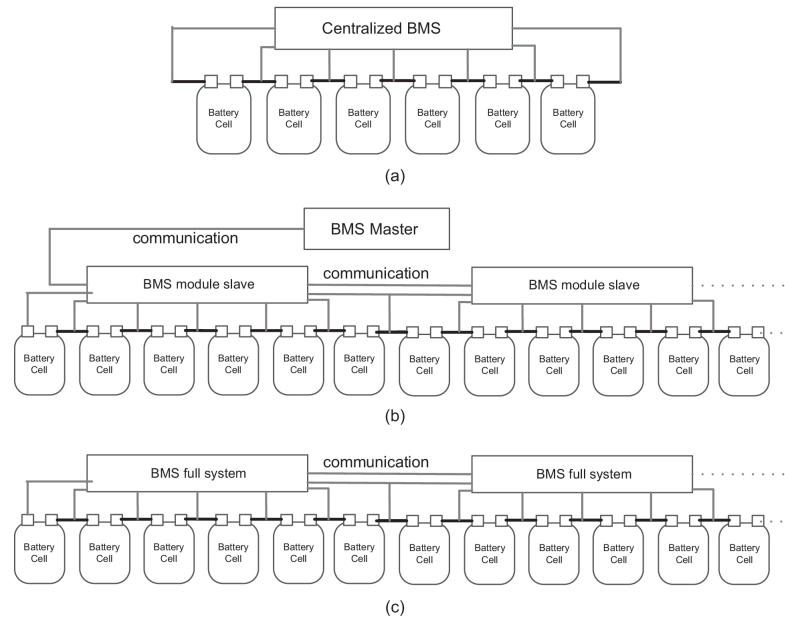 Centralized BMS
Battery Cell
Battery Cell
Battery Cell
Battery Cell
Battery Cell
Battery Cell
(a)
BMS Master
communication
communication
BMS module slave
BMS module slave
Battery Cell
Battery Cell
Battery Cell
Battery Cell
Battery Cell
Battery Cell
Battery Cell
Battery Cell
Battery Cell
Battery Cell
Battery Cell
Battery Cell
(b)
communication
BMS full system
BMS full system
Battery Cell
Battery Cell
Battery Cell
Battery Cell
Battery Cell
Battery Cell
Battery Cell
Battery Cell
Battery Cell
Battery Cell
Battery Cell
Battery Cell
(c)